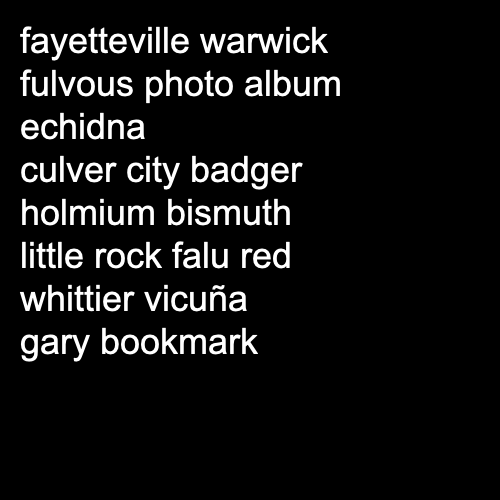 fayetteville warwick
fulvous photo album
echidna
culver city badger
holmium bismuth
little rock falu red
whittier vicuña
gary bookmark